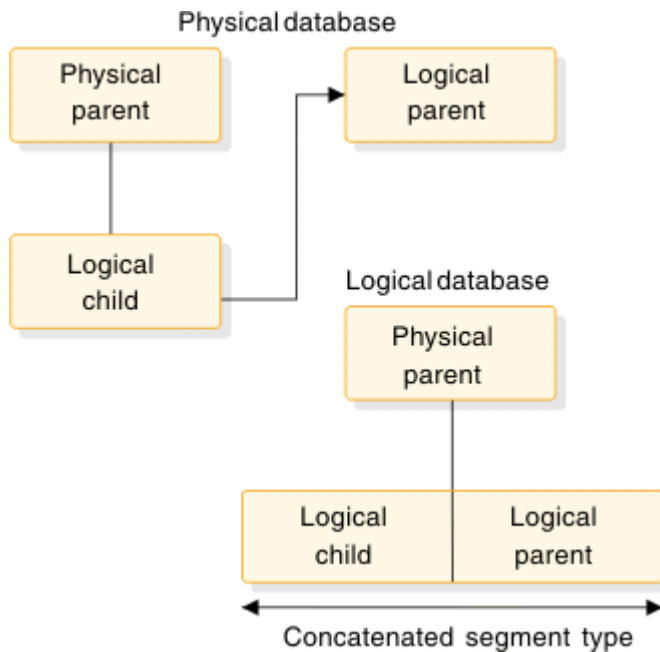 Physical database
Physical
parent
Logical
parent
Logical
child
Logical database
Physical
parent
Logical
child
Logical
parent
Concatenated segment type